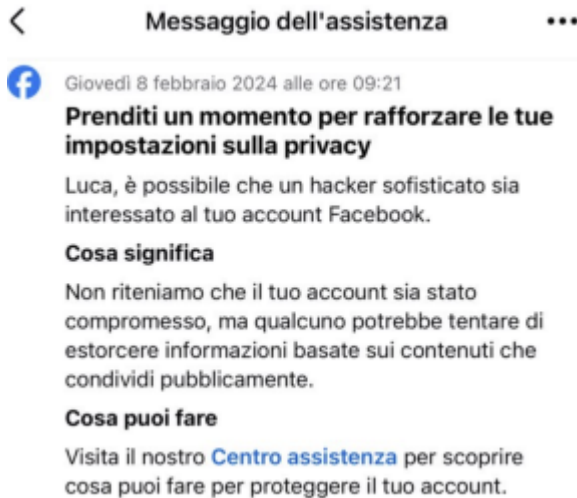 Messaggio dell'assistenza
Giovedì 8 febbraio 2024 alle ore 09:21
Prenditi un momento per rafforzare le tue
impostazioni sulla privacy
Luca, è possibile che un hacker sofisticato sia
interessato al tuo account Facebook.
Cosa significa
Non riteniamo che il tuo account sia stato
compromesso, ma qualcuno potrebbe tentare di
estorcere informazioni basate sui contenuti che
condividi pubblicamente.
Cosa puoi fare
Visita il nostro Centro assistenza per scoprire
cosa puoi fare per proteggere il tuo account.